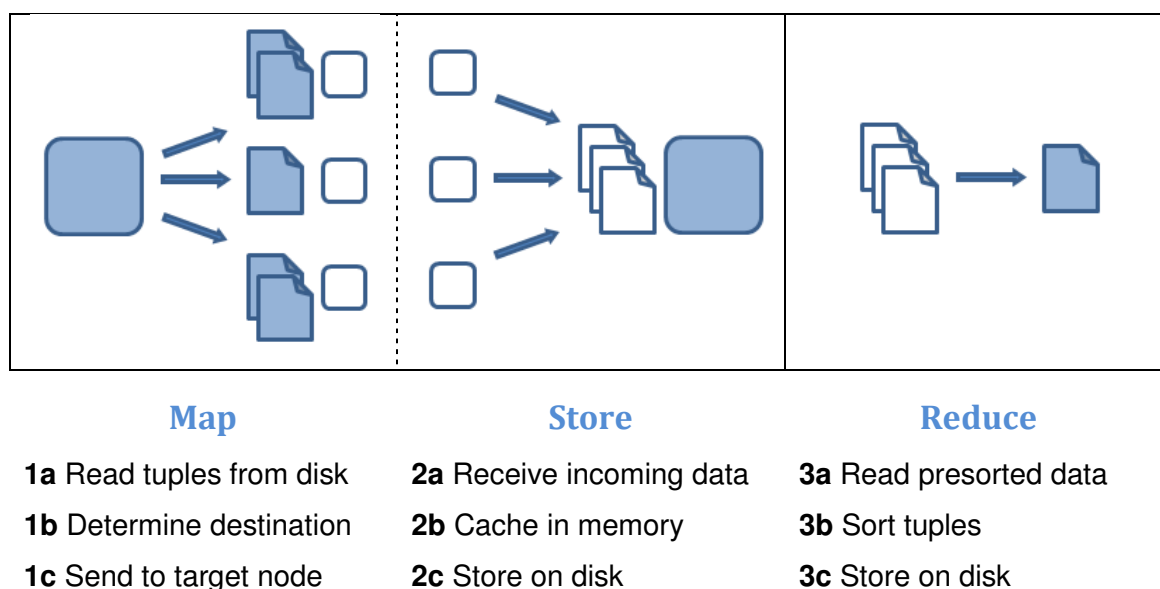 Map
1a Read tuples from disk
1b Determine destination
1c Send to target node
Store
2a Receive incoming data
2b Cache in memory
2c Store on disk
Reduce
3a Read presorted data
3b Sort tuples
3c Store on disk